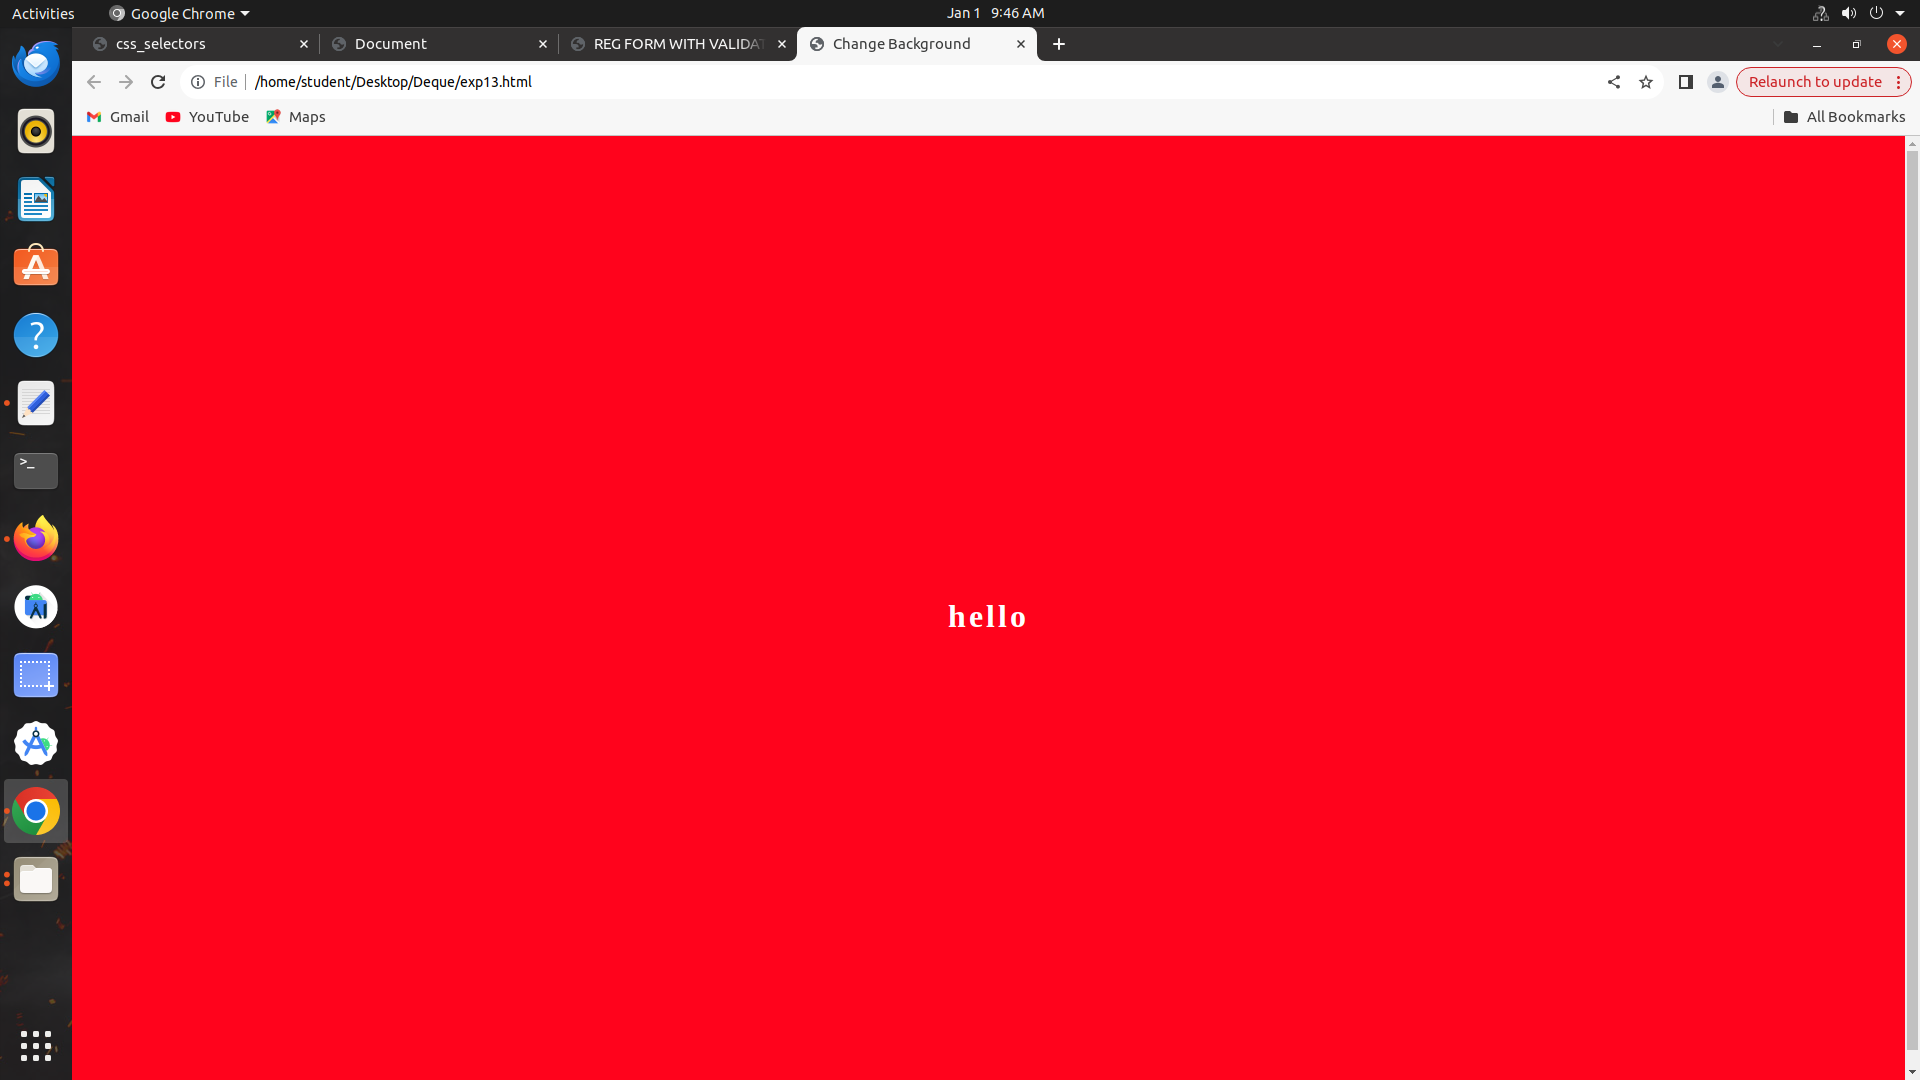 Activities
Google Chrome
Jan 1 9:46 AM
css_selectors
Document
REG FORM WITH VALIDAT
Change Background
File
/home/student/Desktop/Deque/exp13.html
Relaunch to update
Gmail
YouTube
Maps
All Bookmarks
hello